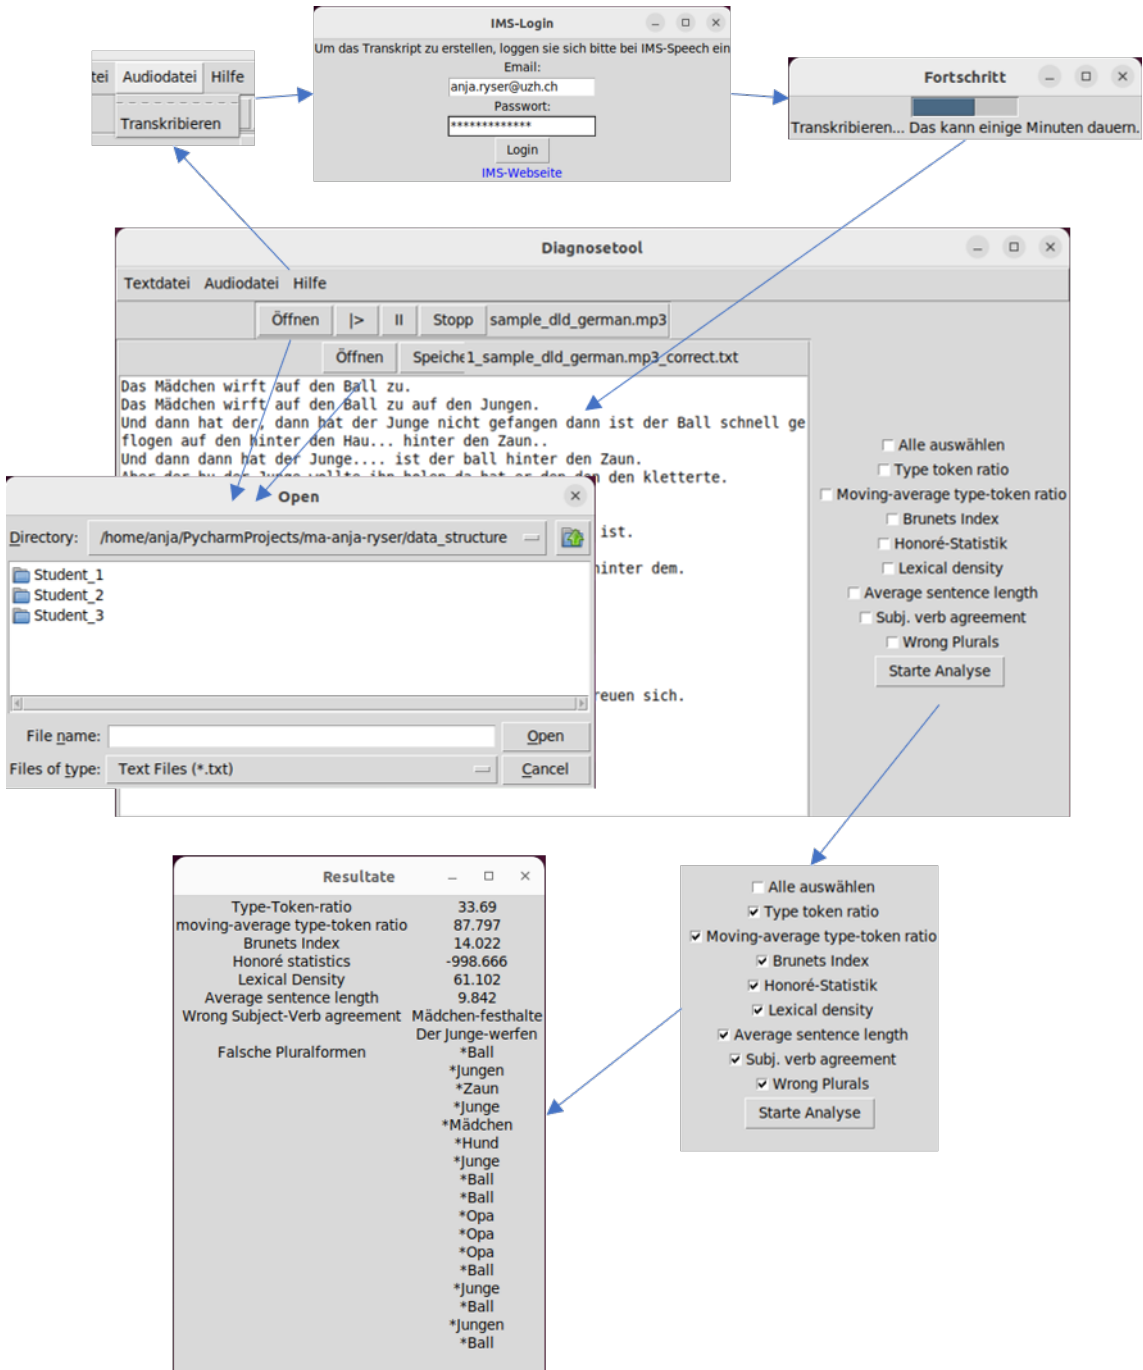 IMS-Login
Um das Transkript zu erstellen, loggen sie sich bitte bei IMS-Speech ein
Email:
anja.ryser@uzh.ch
Passwort:
*************
Login
IMS-Webseite
tei Audiodatei Hilfe
Transkribieren
Fortschritt
Transkribieren... Das kann einige Minuten dauern.
Diagnosetool
Textdatei Audiodatei Hilfe
Öffnen |> II Stopp sample_dld_german.mp3
Öffnen Speiche 1_sample_dld_german.mp3_correct.txt
Das Mädchen wirft auf den Ball zu.
Das Mädchen wirft auf den Ball zu auf den Jungen.
Und dann hat der, dann hat der Junge nicht gefangen dann ist der Ball schnell ge
flogen auf den hinter den Hau... hinter den Zaun..
Und dann dann hat der Junge.... ist der ball hinter den Zaun.
den kletterte.
ist.
hinter dem.
reuen sich.
Alle auswählen
Type token ratio
Moving-average type-token ratio
Brunets Index
Honoré-Statistik
Lexical density
Average sentence length
Subj. verb agreement
Wrong Plurals
Starte Analyse
Open
Directory: /home/anja/PycharmProjects/ma-anja-ryser/data_structure
Student_1
Student_2
Student_3
File name: Open
Files of type: Text Files (*.txt) Cancel
Alle auswählen
Type token ratio
Moving-average type-token ratio
Brunets Index
Honoré-Statistik
Lexical density
Average sentence length
Subj. verb agreement
Wrong Plurals
Starte Analyse
Resultate
Type-Token-ratio 33.69
moving-average type-token ratio 87.797
Brunets Index 14.022
Honoré statistics -998.666
Lexical Density 61.102
Average sentence length 9.842
Wrong Subject-Verb agreement Mädchen-festhalte
Der Junge-werfen
Falsche Pluralformen *Ball
*Jungen
*Zaun
*Junge
*Mädchen
*Hund
*Junge
*Ball
*Ball
*Opa
*Opa
*Opa
*Ball
*Junge
*Ball
*Jungen
*Ball